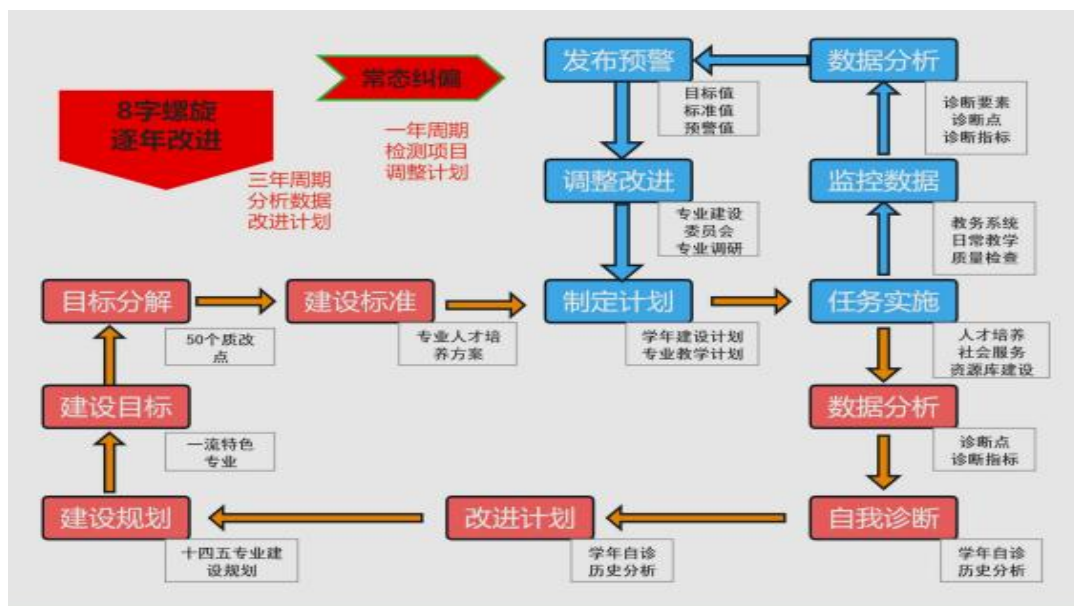 发布预警
数据分析
常态纠偏
8字螺旋
逐年改进
目标值
标准值
预警值
诊断要素
诊断点
诊断指标
一年周期
检测项目
调整计划
三年周期
分析数据
改进计划
调整改进
监控数据
专业建设
委员会
专业调研
教务系统
日常教学
质量检查
目标分解
建设标准
制定计划
任务实施
50个质改
点
专业人才培
养方案
学年建设计划
专业教学计划
人才培养
社会服务
资源库建设
建设目标
数据分析
一流特色
专业
诊断点
诊断指标
建设规划
改进计划
自我诊断
十四五专业建
设规划
学年自诊
历史分析
学年自诊
历史分析